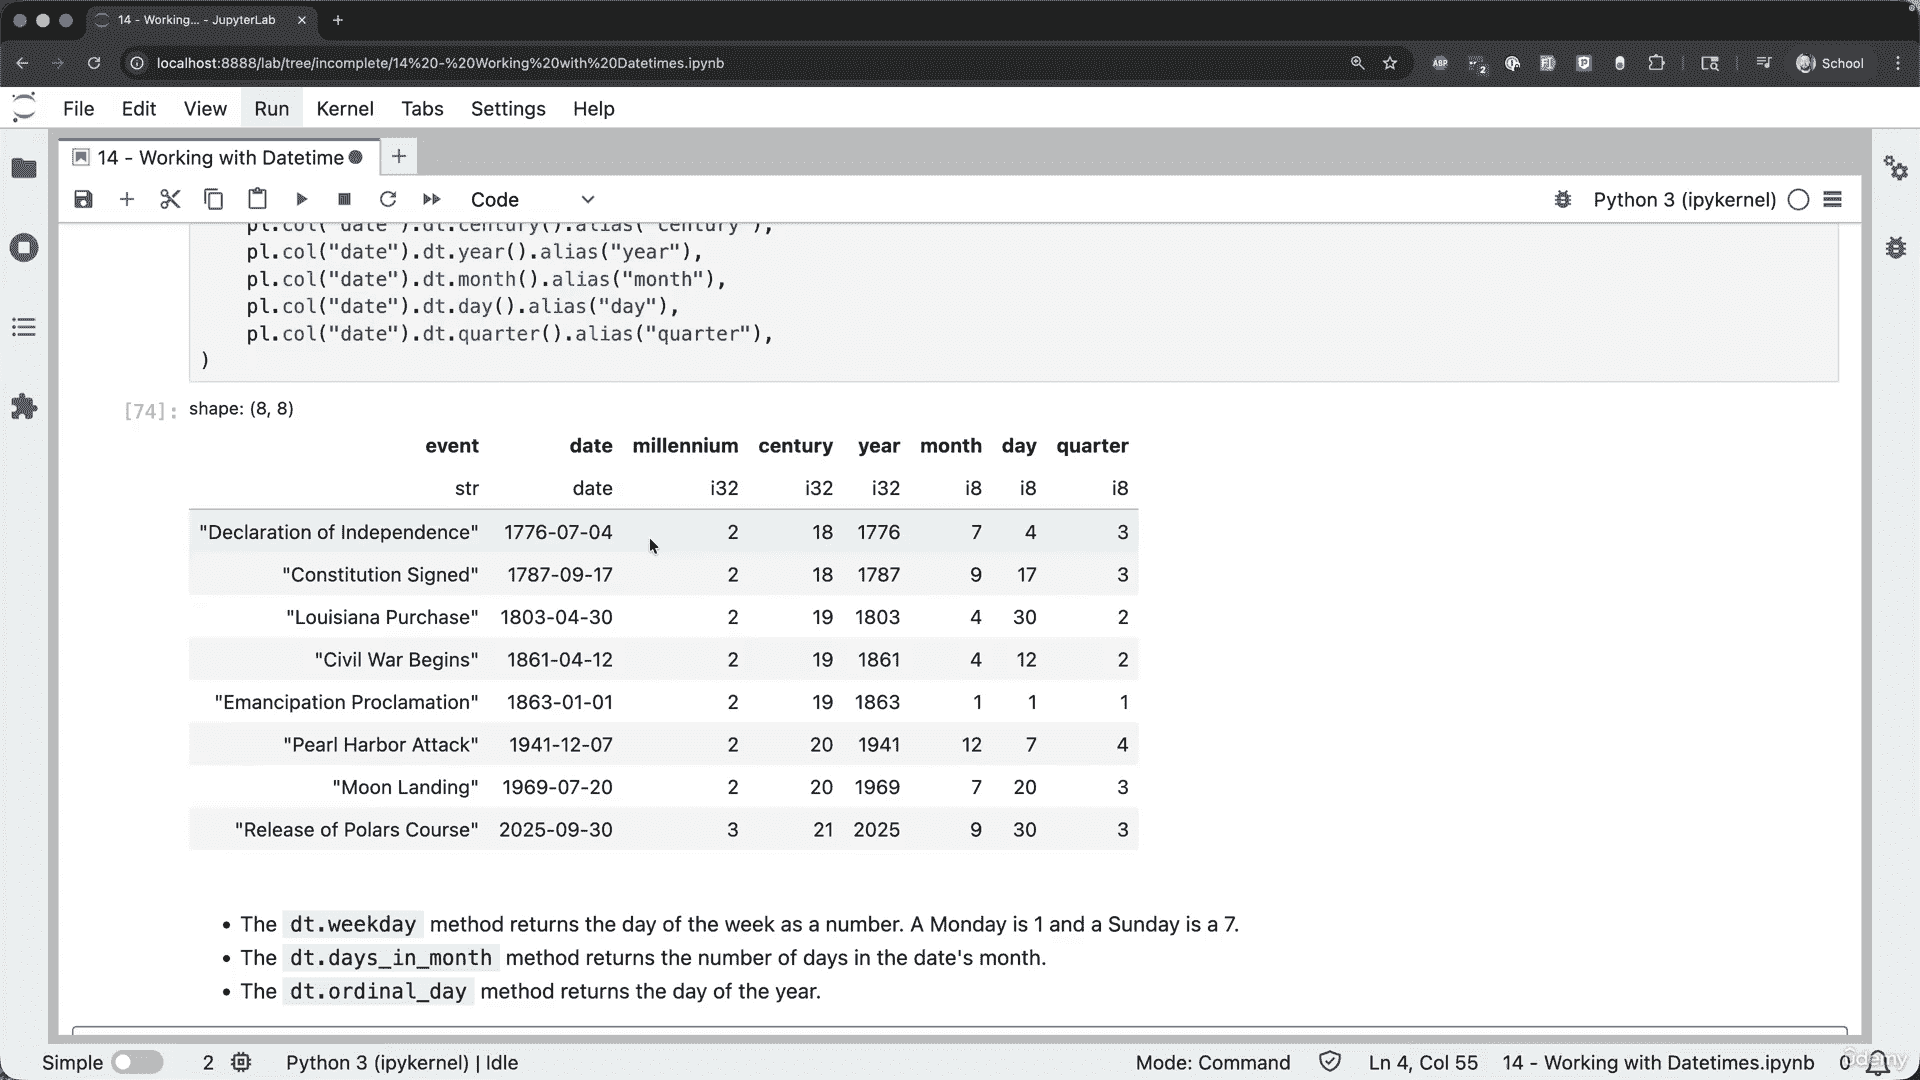 14 - Working... - JupyterLab
localhost:8888/lab/tree/incomplete/14%20-%20Working%20with%20Datetimes.ipynb
ABP
2
School
File Edit View Run Kernel Tabs Settings Help
14 - Working with Datetime
Code
Python 3 (ipykernel)
pl.col("date").dt.century().alias("century"),
pl.col("date").dt.year().alias("year"),
pl.col("date").dt.month().alias("month"),
pl.col("date").dt.day().alias("day"),
pl.col("date").dt.quarter().alias("quarter"),
)
[74]: shape: (8, 8)
event date millennium century year month day quarter
str date i32 i32 i32 i8 i8 i8
"Declaration of Independence" 1776-07-04 2 18 1776 7 4 3
"Constitution Signed" 1787-09-17 2 18 1787 9 17 3
"Louisiana Purchase" 1803-04-30 2 19 1803 4 30 2
"Civil War Begins" 1861-04-12 2 19 1861 4 12 2
"Emancipation Proclamation" 1863-01-01 2 19 1863 1 1 1
"Pearl Harbor Attack" 1941-12-07 2 20 1941 12 7 4
"Moon Landing" 1969-07-20 2 20 1969 7 20 3
"Release of Polars Course" 2025-09-30 3 21 2025 9 30 3
• The dt.weekday method returns the day of the week as a number. A Monday is 1 and a Sunday is a 7.
• The dt.days_in_month method returns the number of days in the date's month.
• The dt.ordinal_day method returns the day of the year.
Simple 2 Python 3 (ipykernel) | Idle Mode: Command Ln 4, Col 55 14 - Working with Datetimes.ipynb 0
udemy